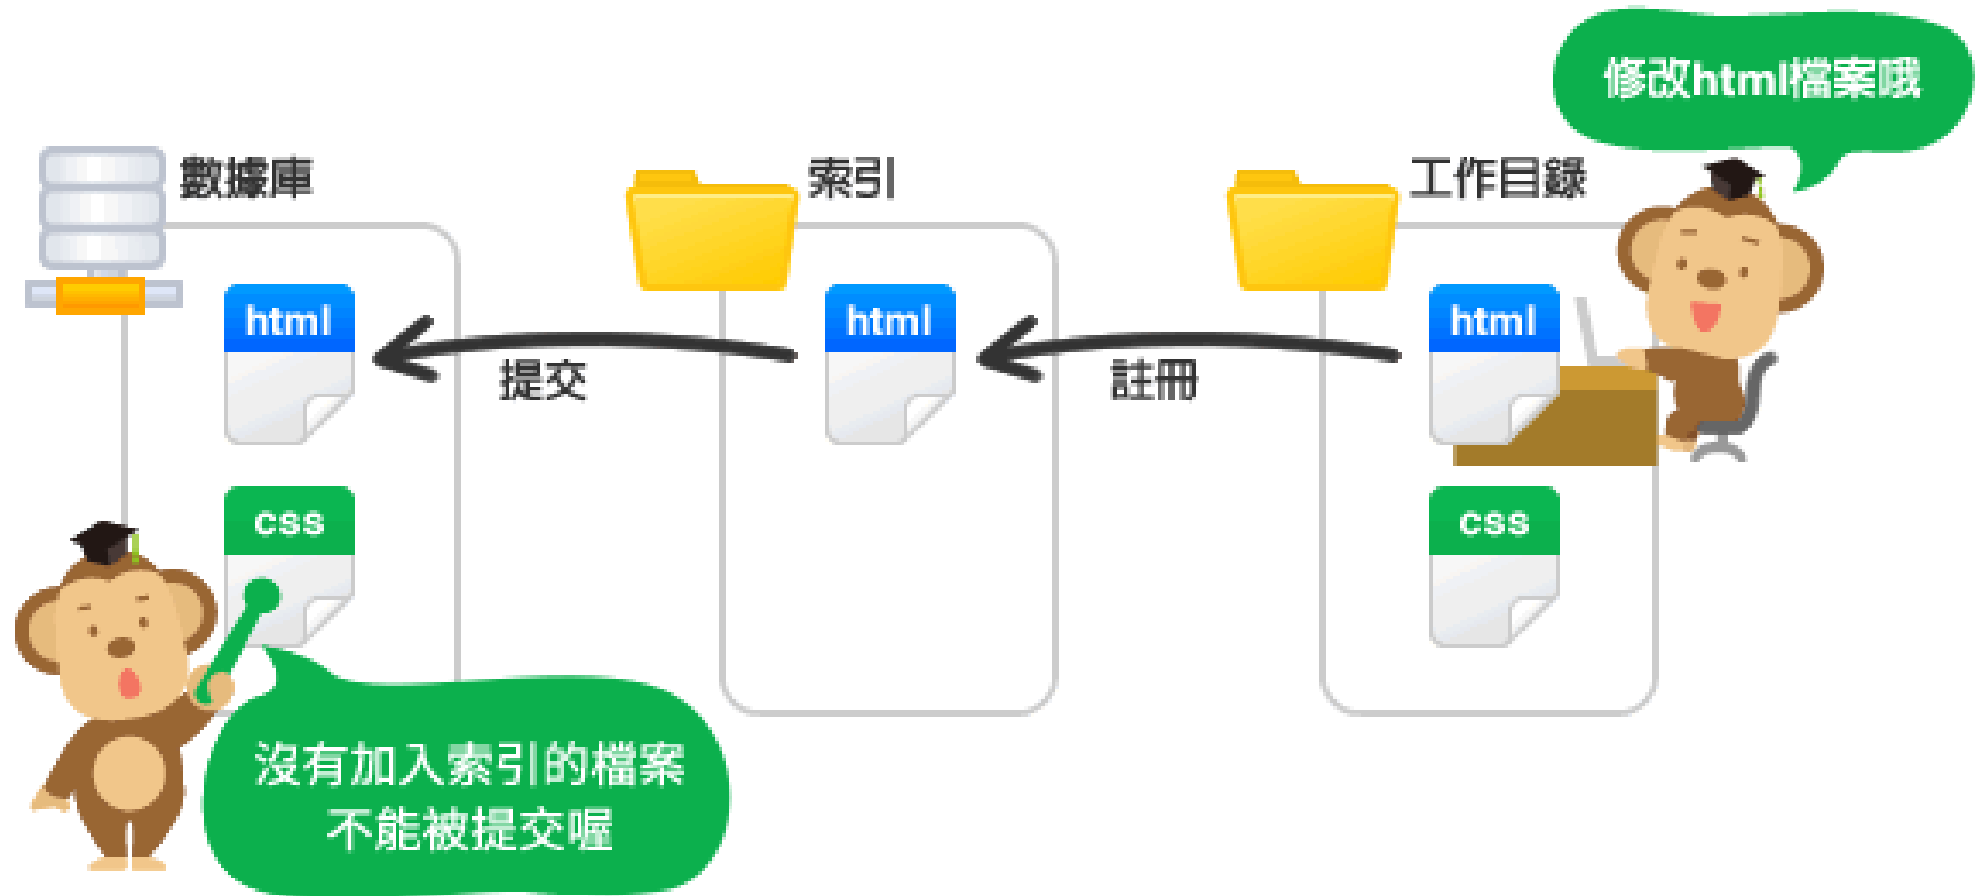 修改html檔案哦
數據庫
索引
工作目錄
html
html
html
提交
註冊
css
css
沒有加入索引的檔案
不能被提交喔